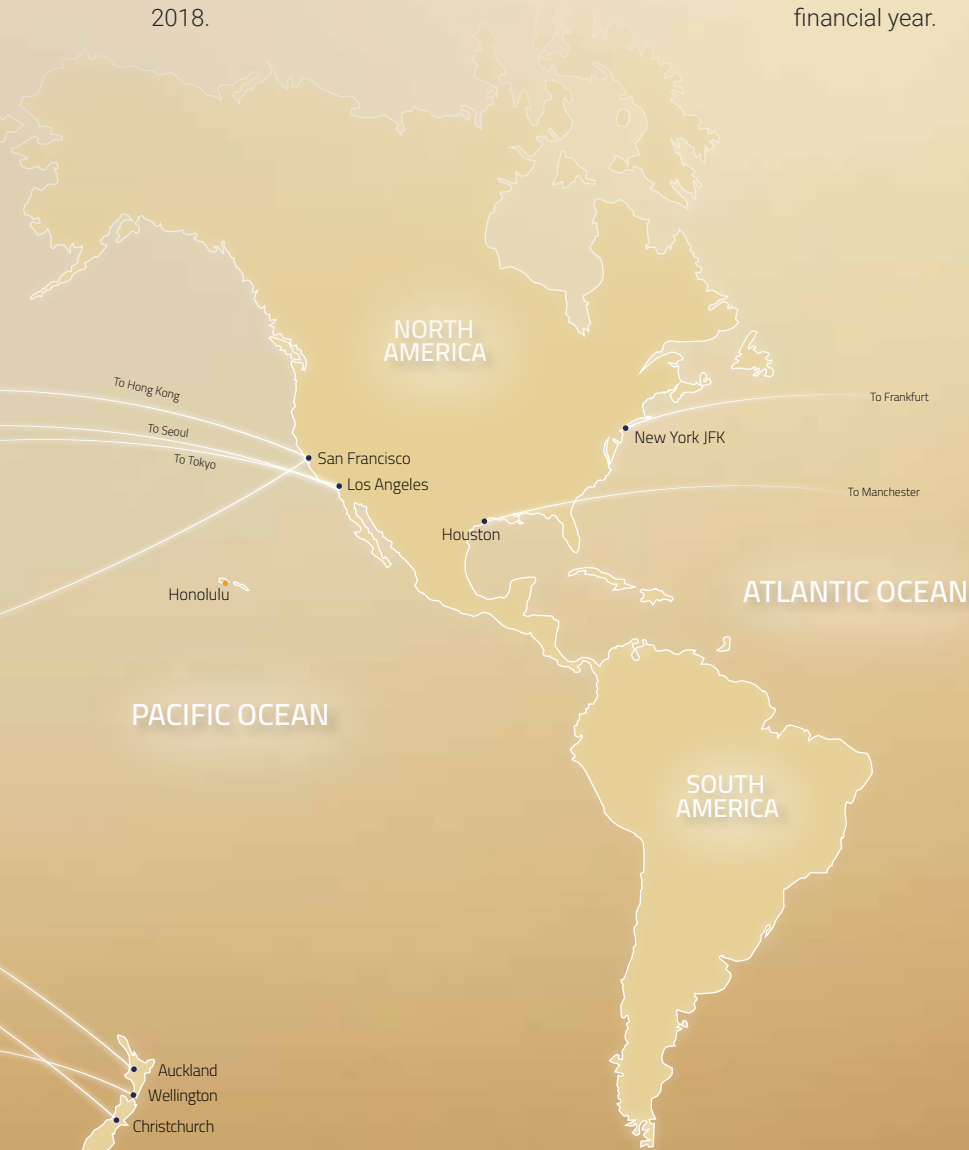 2018.
financial year.
NORTH
AMERICA
To Hong Kong
To Frankfurt
To Seoul
New York JFK
To Tokyo
San Francisco
Los Angeles
To Manchester
Houston
Honolulu
ATLANTIC OCEAN
PACIFIC OCEAN
SOUTH
AMERICA
Auckland
Wellington
Christchurch